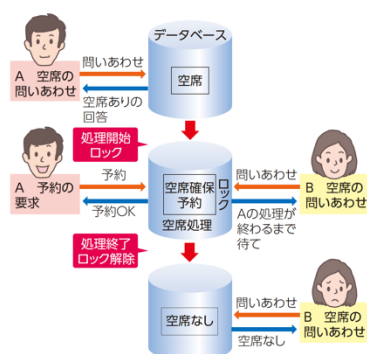 データベース
問いあわせ
A 空席の
問いあわせ
空席
空席ありの
回答
処理開始
ロック
A 予約の
要求
予約
予約OK
空席確保
予約
ロック
空席処理
問いあわせ
Aの処理が
終わるまで
待て
B 空席の
問いあわせ
処理終了
ロック解除
空席なし
問いあわせ
空席なし
B 空席の
問いあわせ